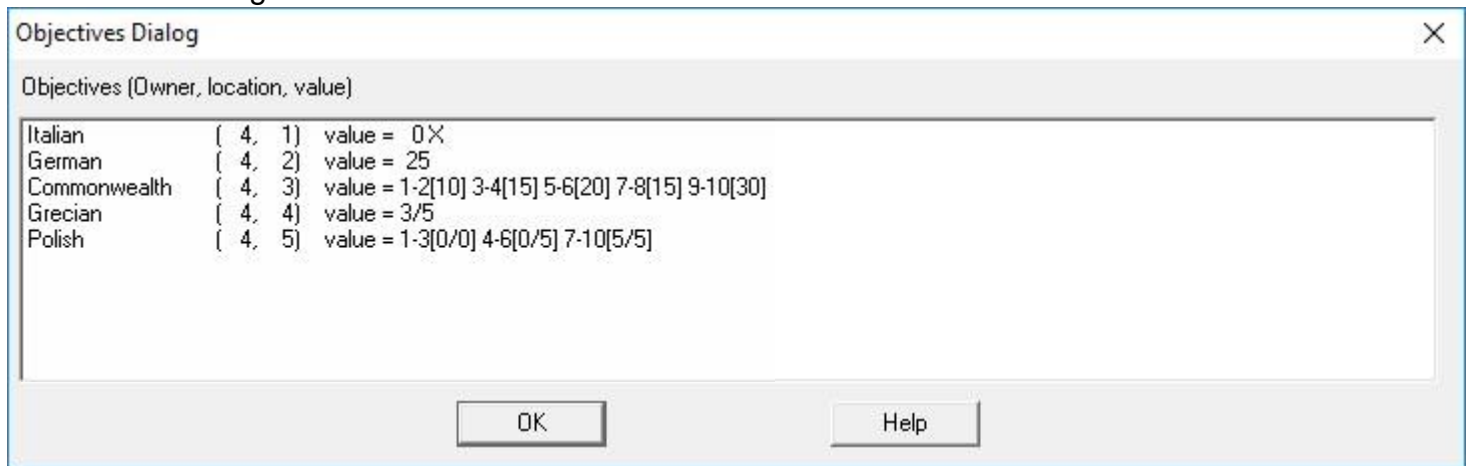 Objectives Dialog
Objectives (Owner, location, value)
Italian ( 4, 1) value = 0X
German ( 4, 2) value = 25
Commonwealth ( 4, 3) value = 1-2[10] 3-4[15] 5-6[20] 7-8[15] 9-10[30]
Grecian ( 4, 4) value = 3/5
Polish ( 4, 5) value = 1-3[0/0] 4-6[0/5] 7-10[5/5]
OK Help